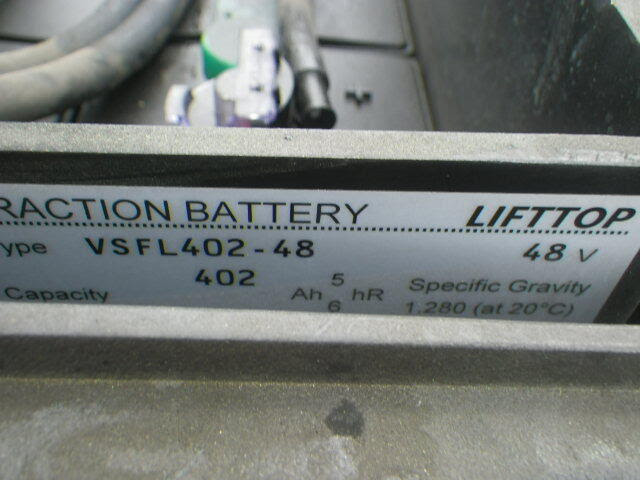 RACTION BATTERY LIFTTOP
ype VSFL402-48 48 V
Capacity 402 Ah 5 hR Specific Gravity
6 1.280 (at 20°C)